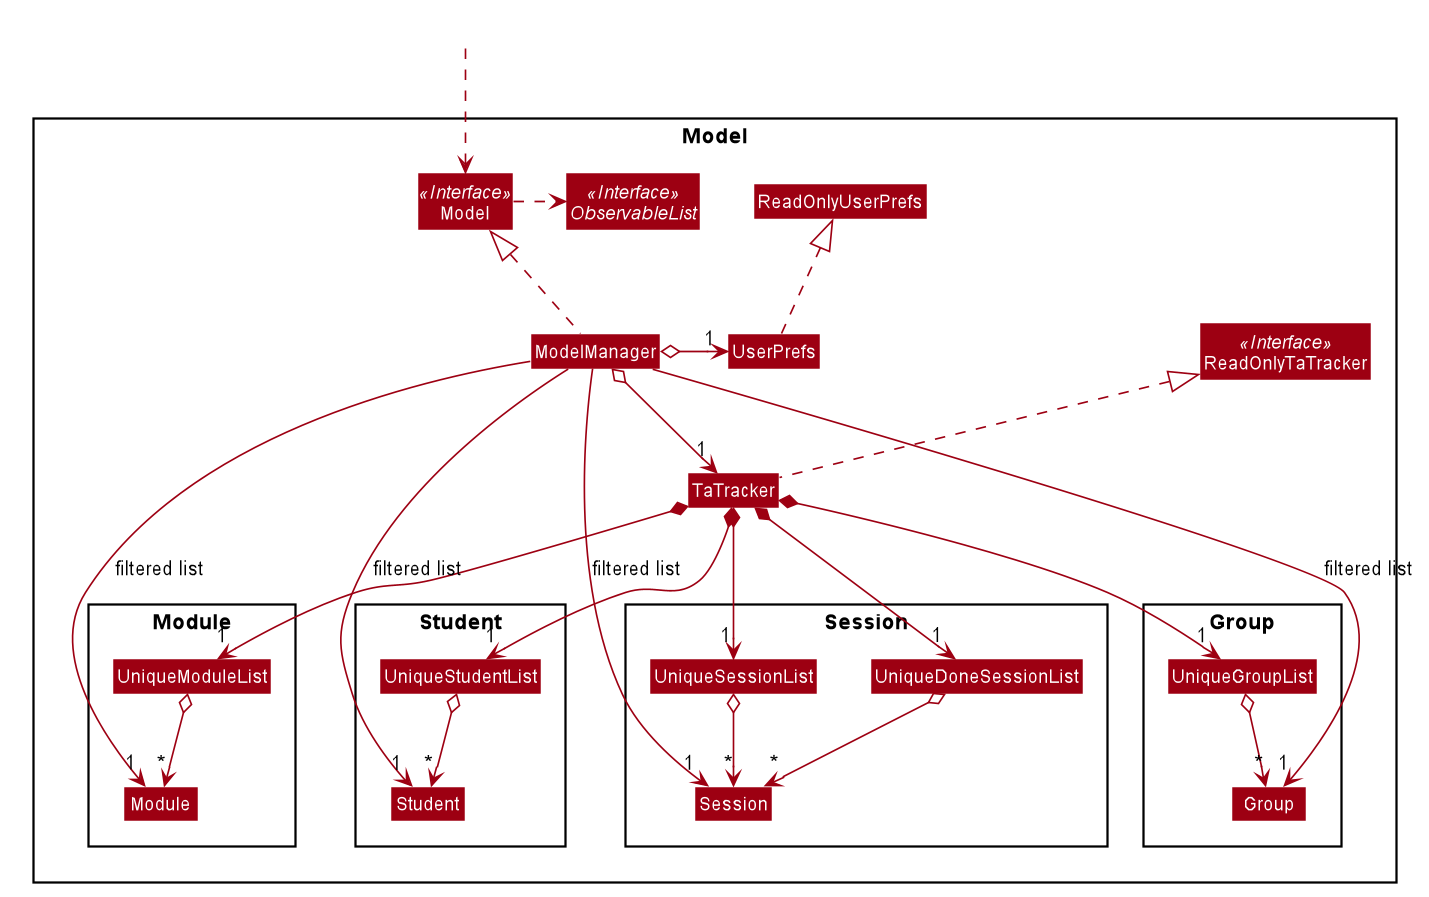 Model
«Interface»
Model
«Interface»
ObservableList
ReadOnlyUserPrefs
ModelManager
1
UserPrefs
«Interface»
ReadOnlyTaTracker
1
TaTracker
filtered list
filtered list
filtered list
filtered list
Module
Student
Session
Group
1
1
1
1
1
UniqueModuleList
UniqueStudentList
UniqueSessionList
UniqueDoneSessionList
UniqueGroupList
1
*
1
*
1
*
*
*
1
Module
Student
Session
Group